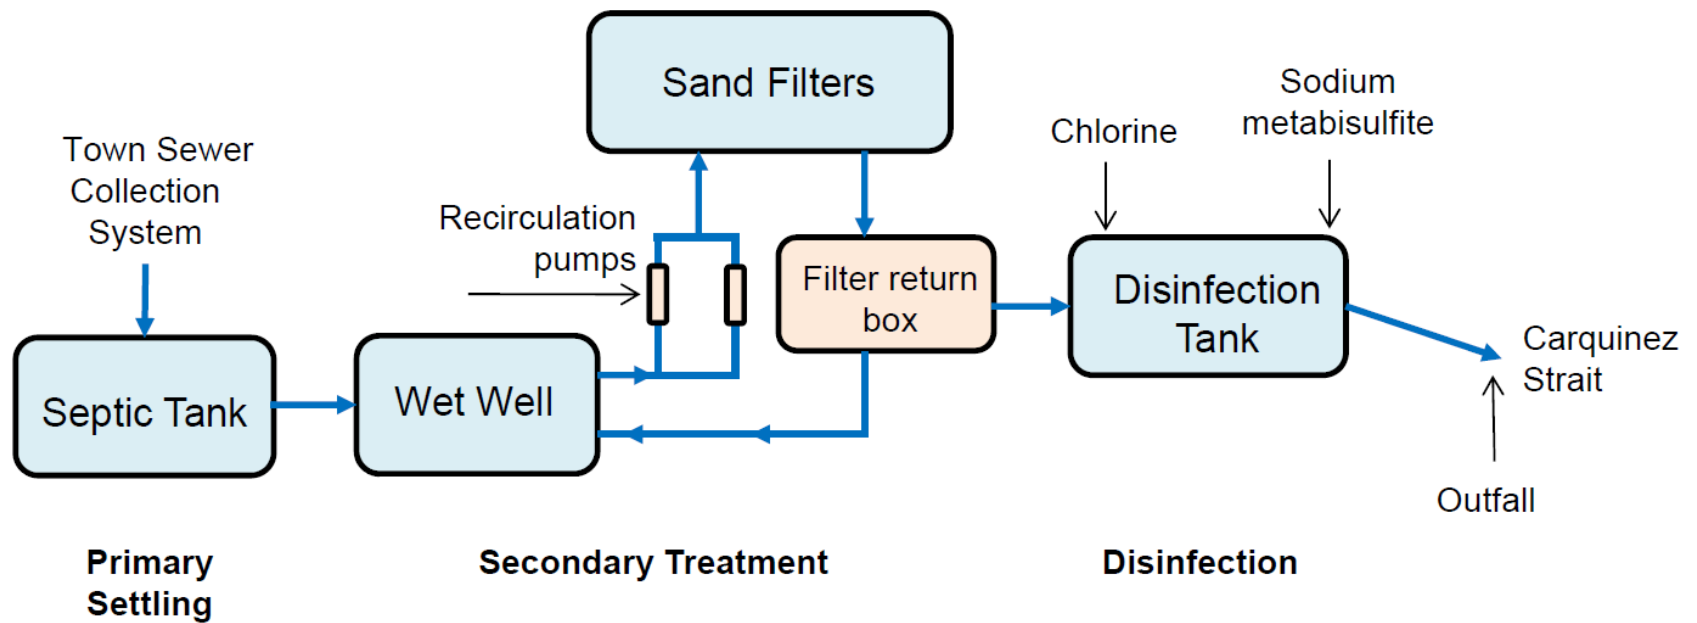 Sand Filters
Sodium
metabisulfite
Chlorine
Town Sewer
Collection
System
Recirculation
pumps
Filter return
box
Disinfection
Tank
Carquinez
Strait
Septic Tank
Wet Well
Outfall
Primary
Settling
Secondary Treatment
Disinfection